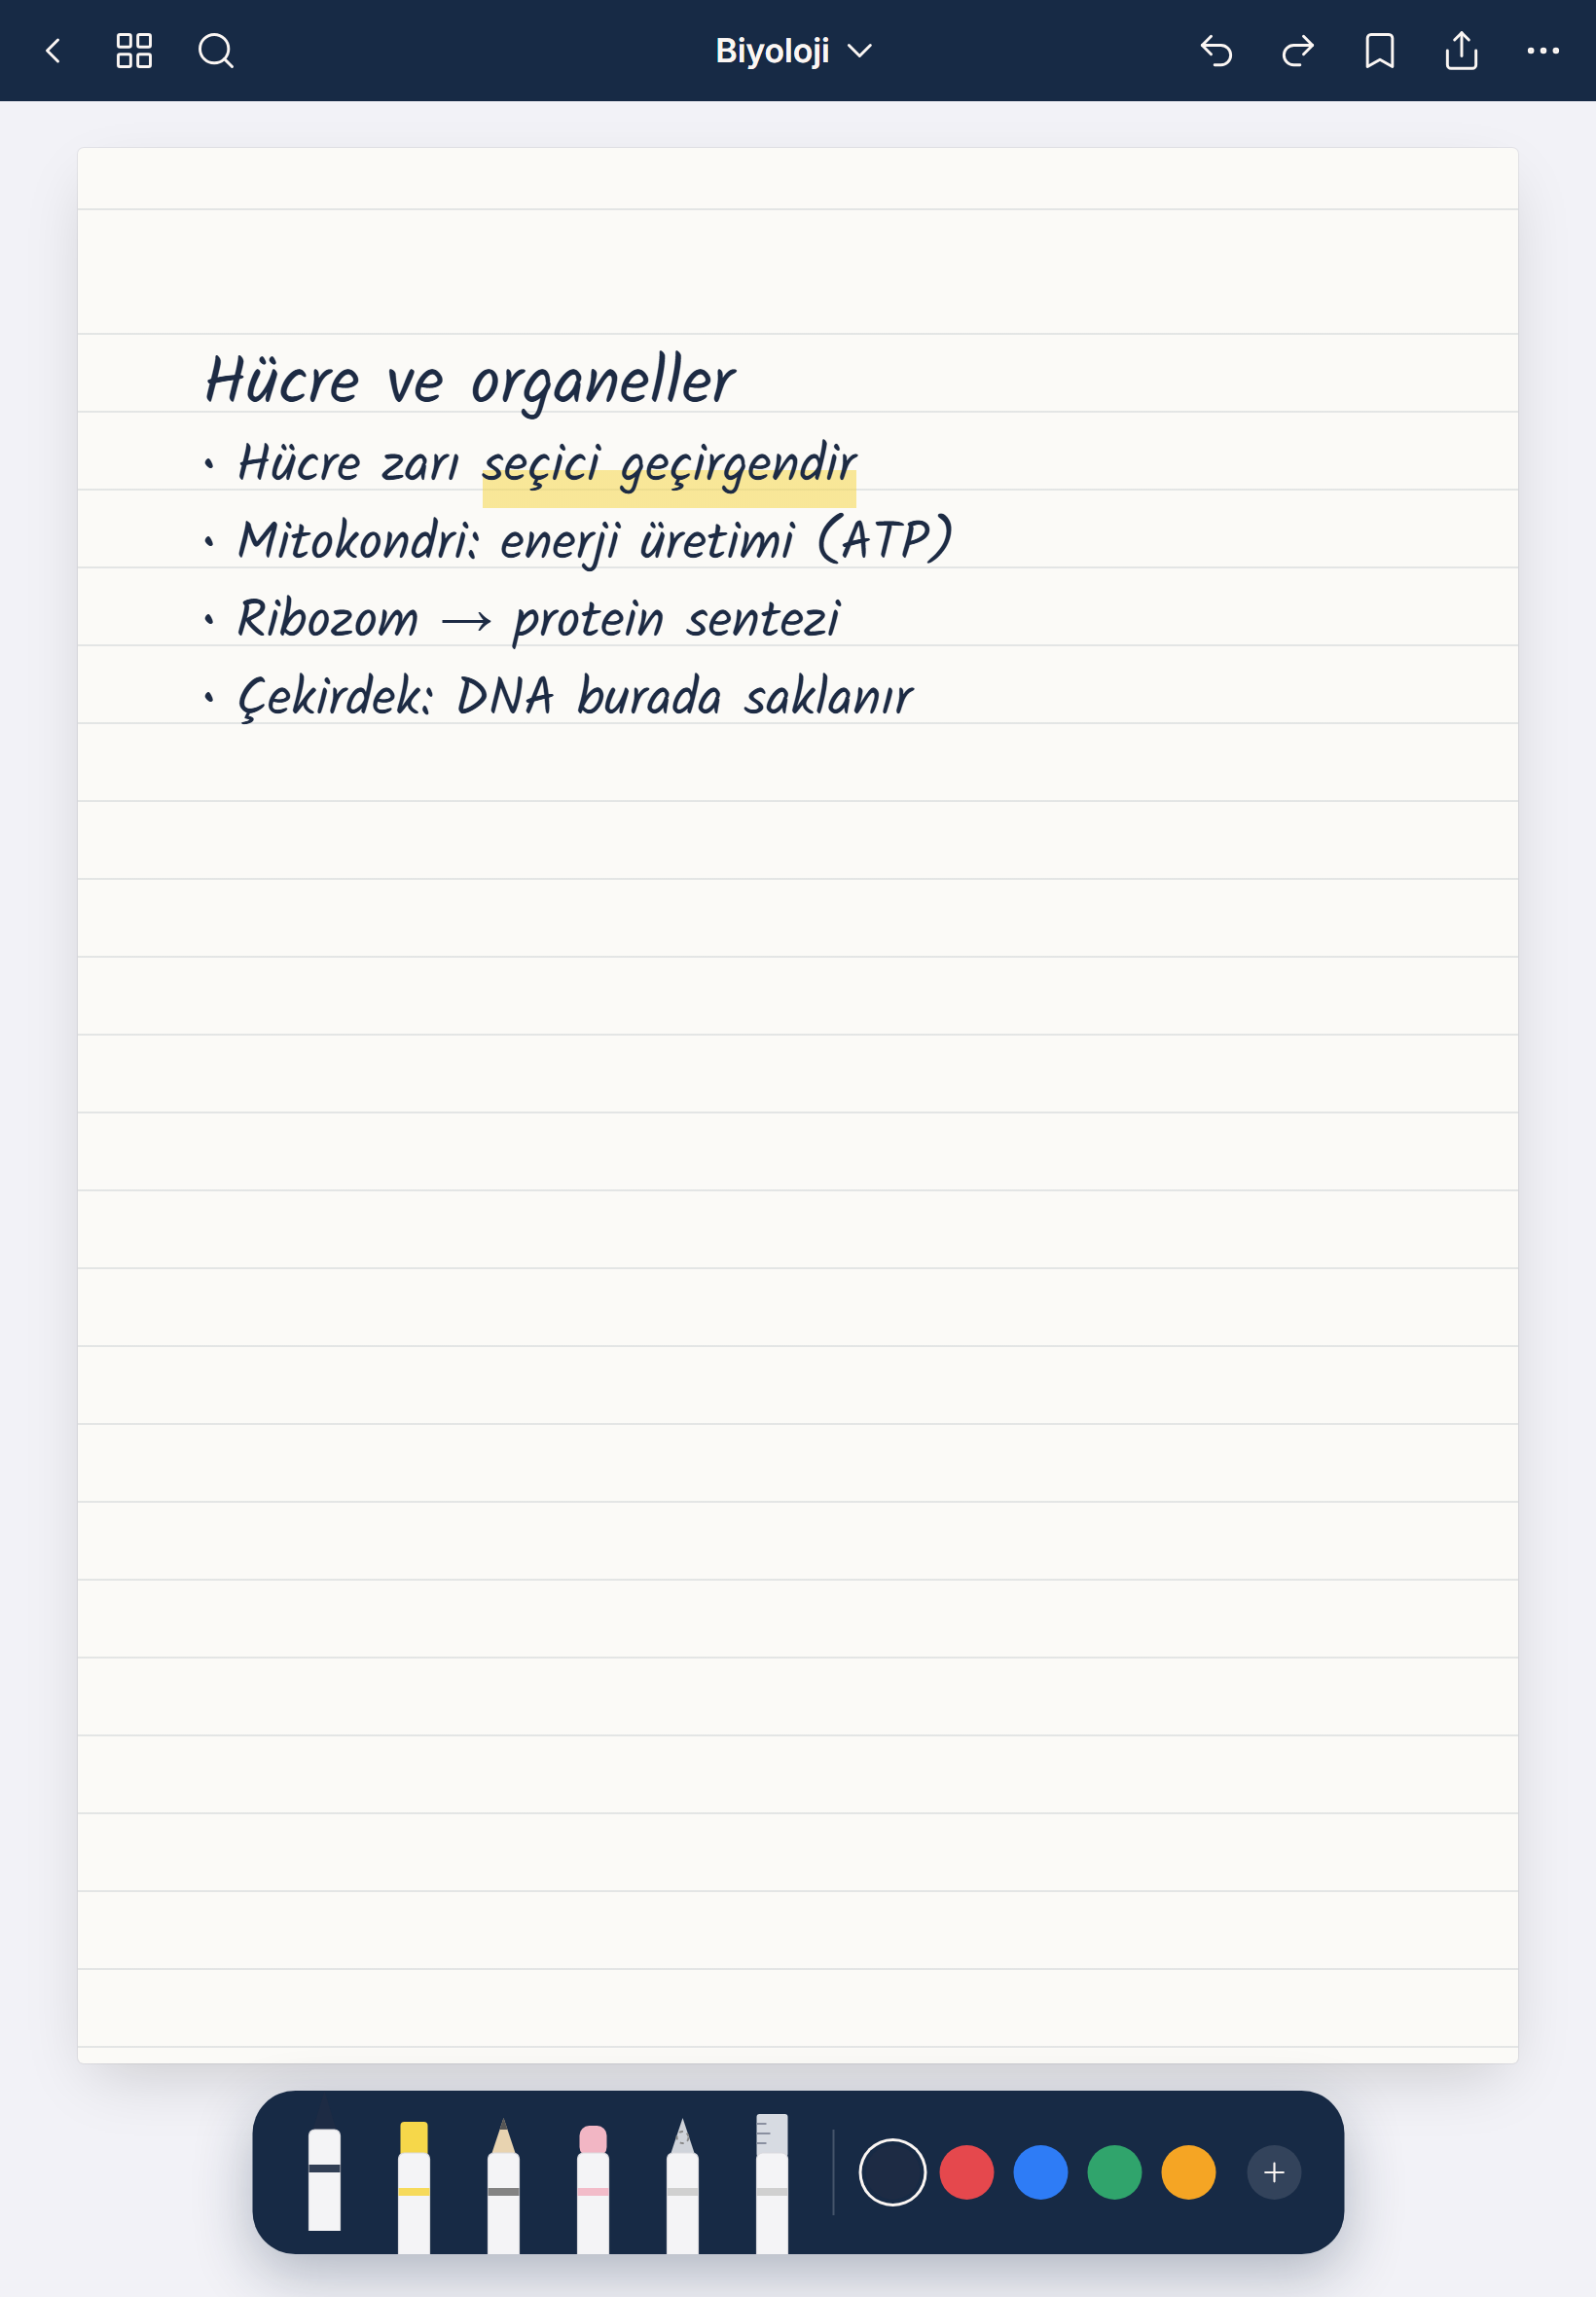 Biyoloji
Hücre ve organeller
• Hücre zarı seçici geçirgendir
• Mitokondri: enerji üretimi (ATP)
• Ribozom → protein sentezi
• Çekirdek: DNA burada saklanır